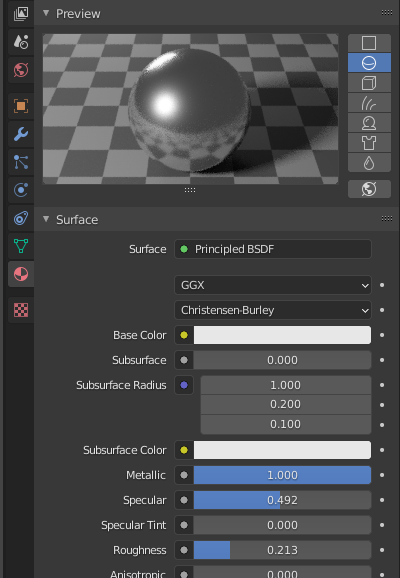 Preview
Surface
Surface Principled BSDF
GGX
Christensen-Burley
Base Color
Subsurface 0.000
Subsurface Radius 1.000
0.200
0.100
Subsurface Color
Metallic 1.000
Specular 0.492
Specular Tint 0.000
Roughness 0.213
Anisotropic 0.000